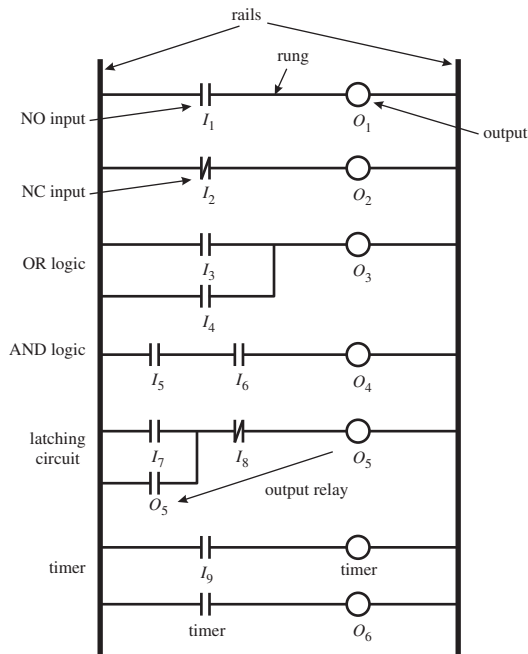 rails
rung
NO input
I1
O1
output
NC input
I2
O2
OR logic
I3
O3
I4
AND logic
I5
I6
O4
latching
circuit
I7
I8
O5
O5
output relay
timer
I9
timer
timer
O6